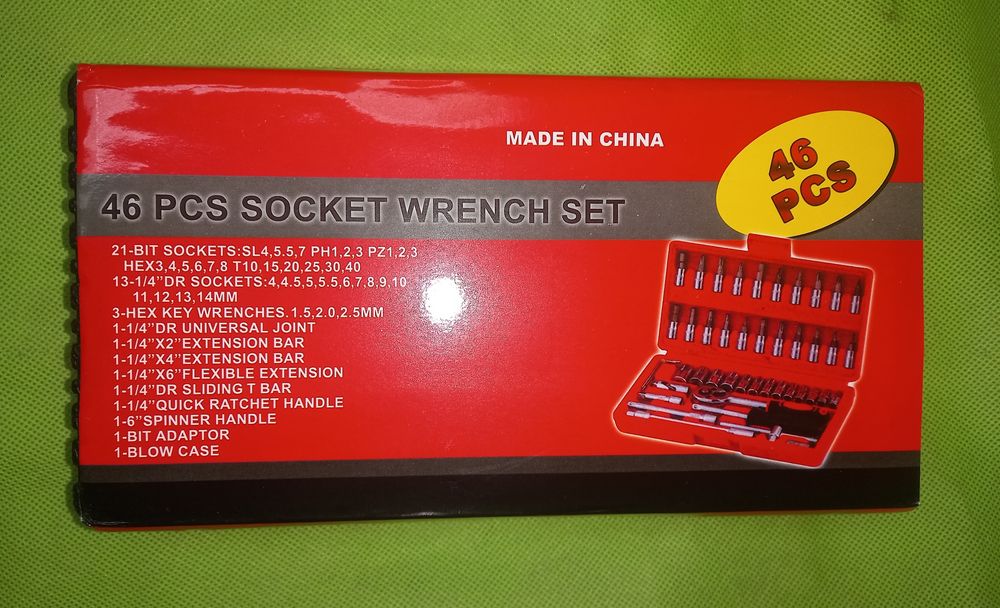 MADE IN CHINA
46
PCS
46 PCS SOCKET WRENCH SET
21-BIT SOCKETS:SL4,5.5,7 PH1,2,3 PZ1.2,3
HEX3,4,5,6,7,8 T10,15,20,25,30,40
13-1/4”DR SOCKETS:4,4.5,5,5.5,6,7,8,9,10
11,12,13,14MM
3-HEX KEY WRENCHES.1.5,2.0,2.5MM
1-1/4”DR UNIVERSAL JOINT
1-1/4”X2”EXTENSION BAR
1-1/4”X4”EXTENSION BAR
1-1/4”X6”FLEXIBLE EXTENSION
1-1/4”DR SLIDING T BAR
1-1/4”QUICK RATCHET HANDLE
1-6”SPINNER HANDLE
1-BIT ADAPTOR
1-BLOW CASE